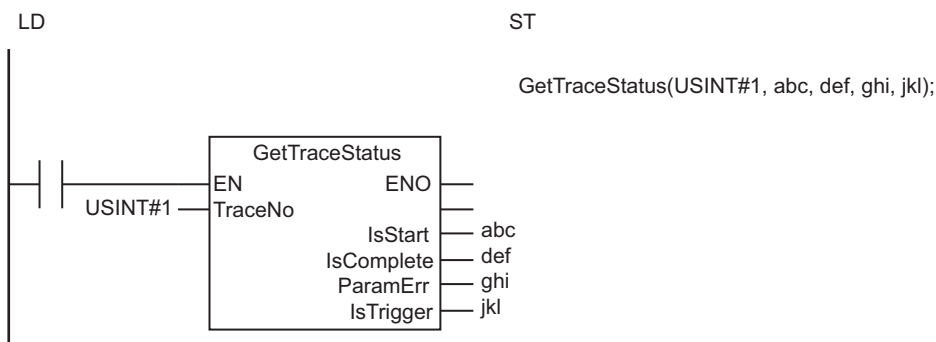 LD
ST
GetTraceStatus(USINT#1, abc, def, ghi, jkl);
GetTraceStatus
EN ENO
USINT#1 TraceNo
IsStart abc
IsComplete def
ParamErr ghi
IsTrigger jkl